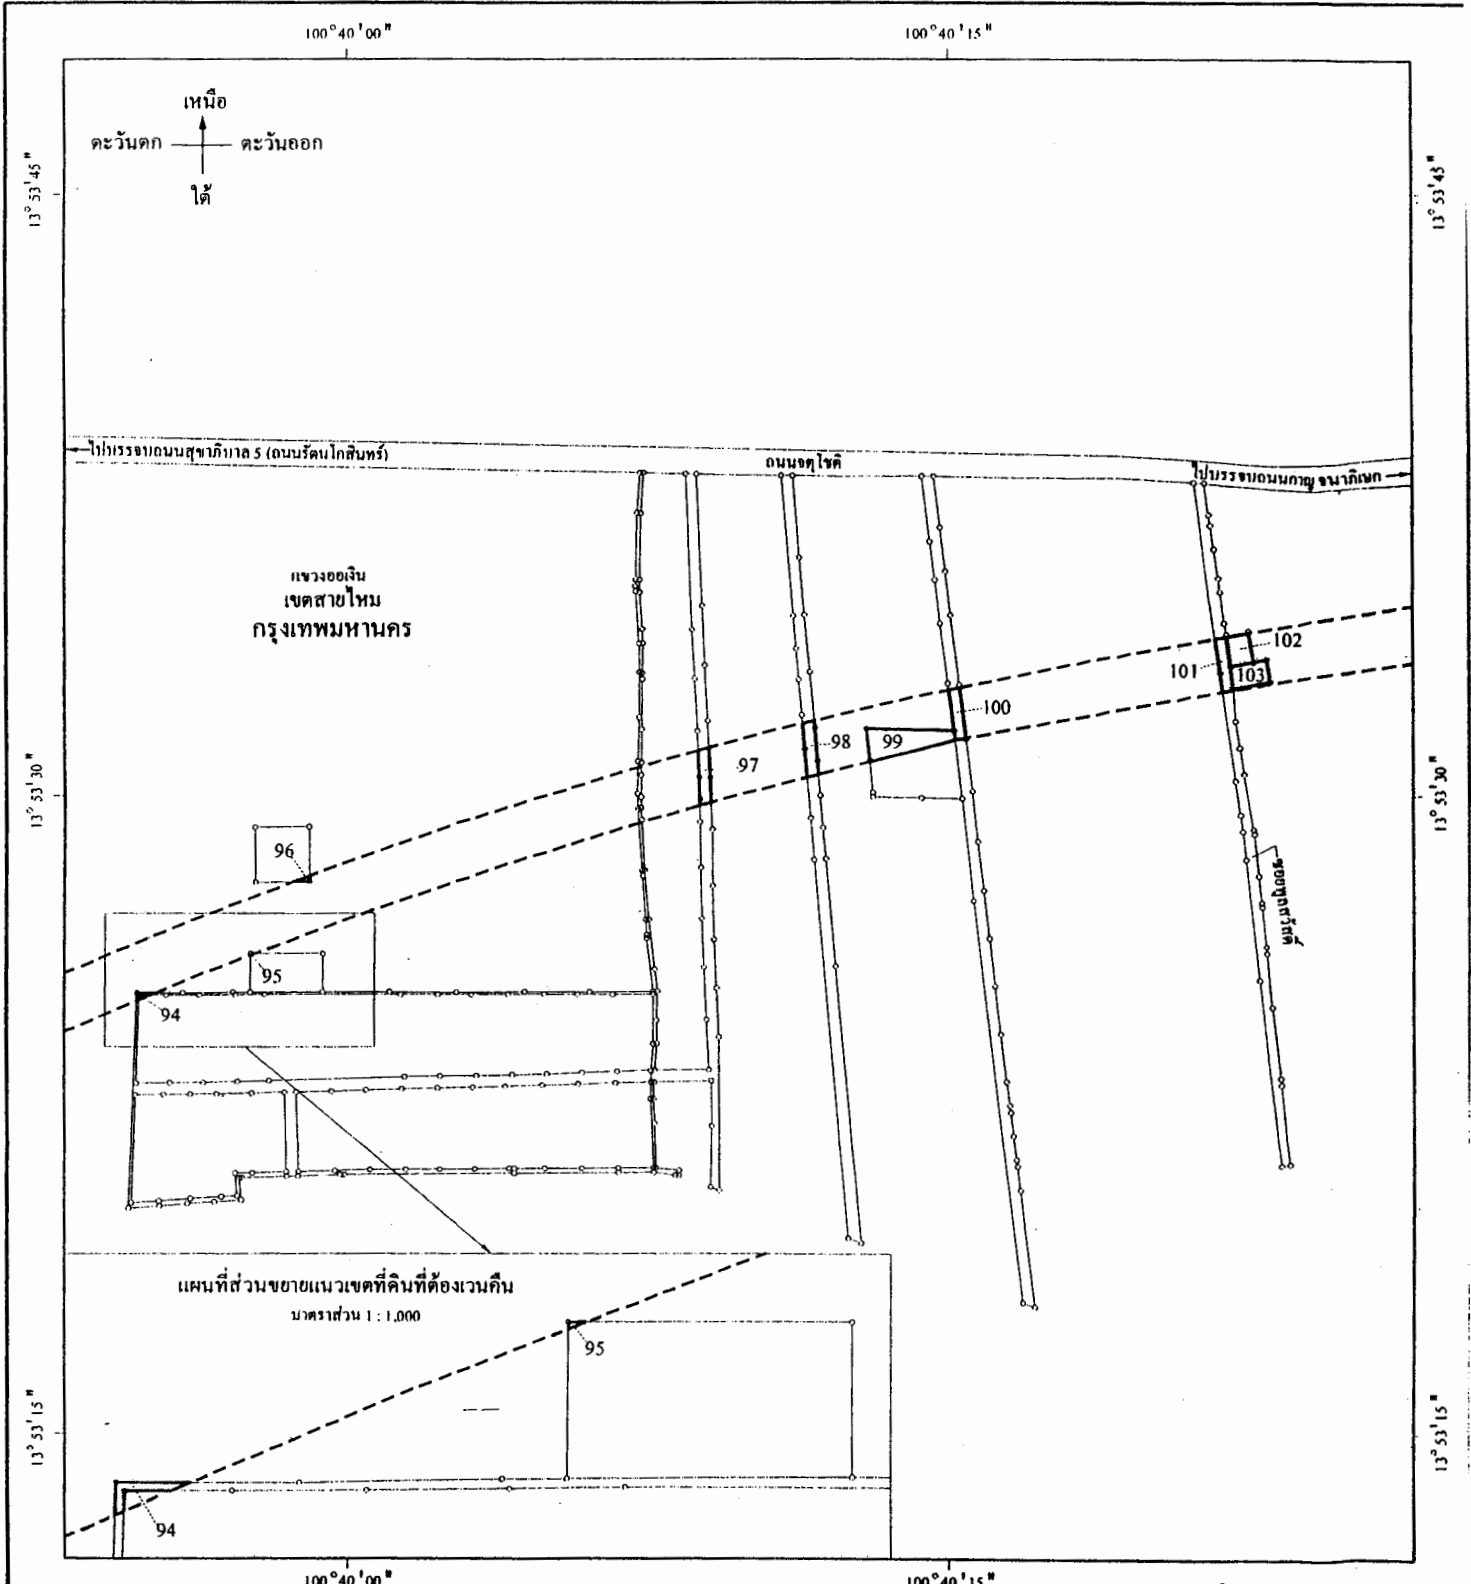 100°40'00"
100°40'15"
เหนือ
ตะวันตก
ตะวันออก
ใต้
13°53'45"
13°53'45"
ไปบรรจบถนนสุขาภิบาล 5 (ถนนรัตนโกสินทร์)
ถนนจตุโชติ
ไปบรรจบถนนกาญจนาภิเษก
แขวงออเงิน
เขตสายไหม
กรุงเทพมหานคร
102
101
103
100
99
98
97
13°53'30"
13°53'30"
96
95
94
แผนที่ส่วนขยายแนวเขตที่ดินที่ต้องเวนคืน
มาตราส่วน 1 : 1,000
95
94
13°53'15"
13°53'15"
100°40'00"
100°40'15"